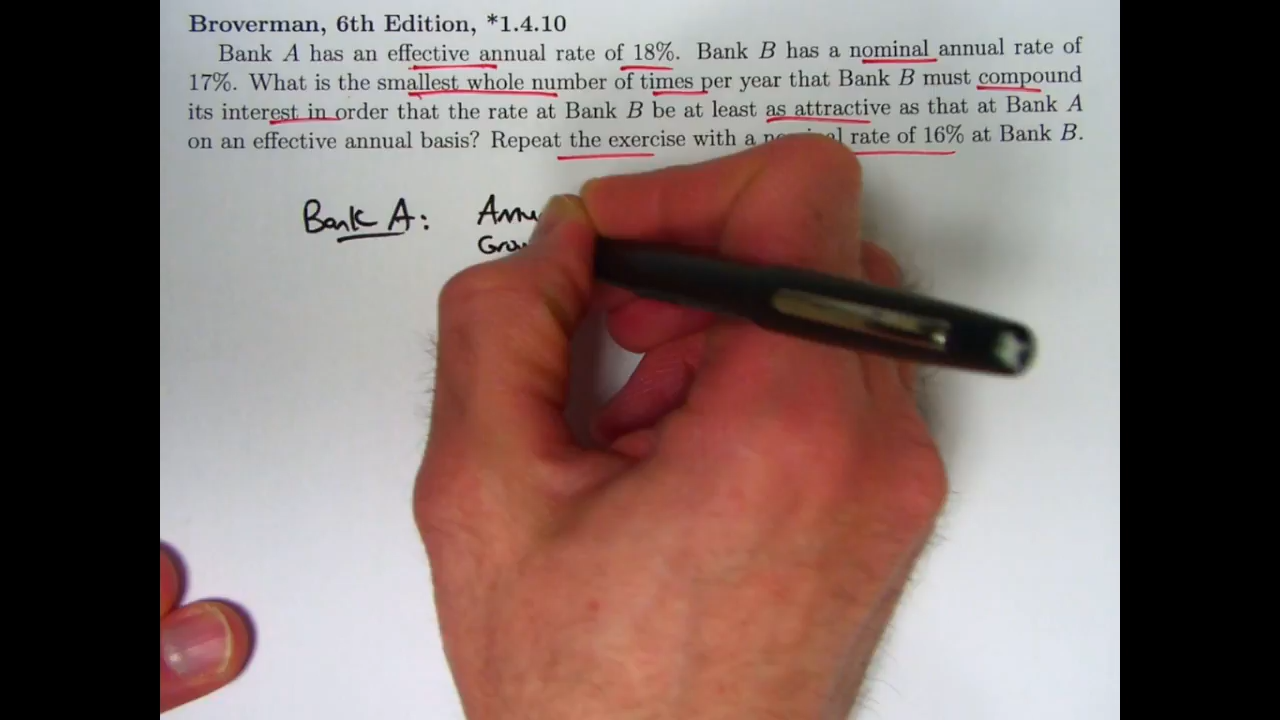 Broverman, 6th Edition, *1.4.10
Bank A has an effective annual rate of 18%. Bank B has a nominal annual rate of
17%. What is the smallest whole number of times per year that Bank B must compound
its interest in order that the rate at Bank B be at least as attractive as that at Bank A
on an effective annual basis? Repeat the exercise with a rate of 16% at Bank B.
Bank A: